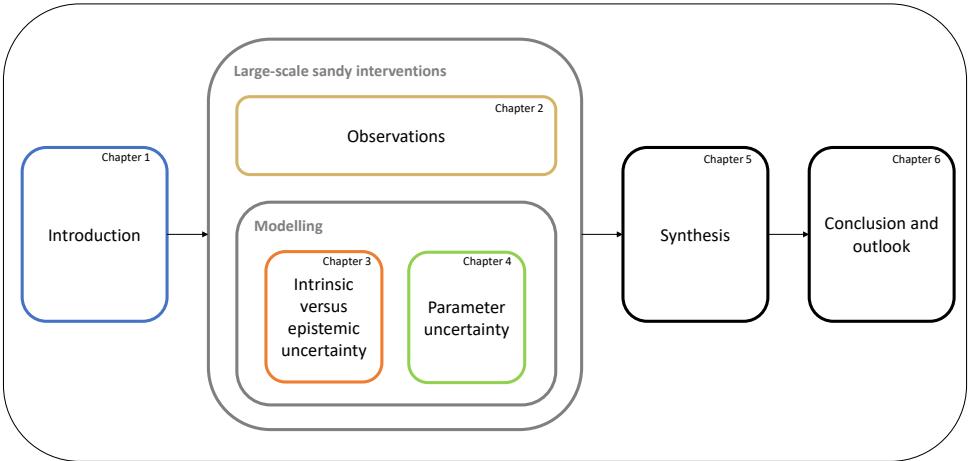 Chapter 1
Introduction
Large-scale sandy interventions
Chapter 2
Observations
Modelling
Chapter 3
Intrinsic
versus
epistemic
uncertainty
Chapter 4
Parameter
uncertainty
Chapter 5
Synthesis
Chapter 6
Conclusion and
outlook